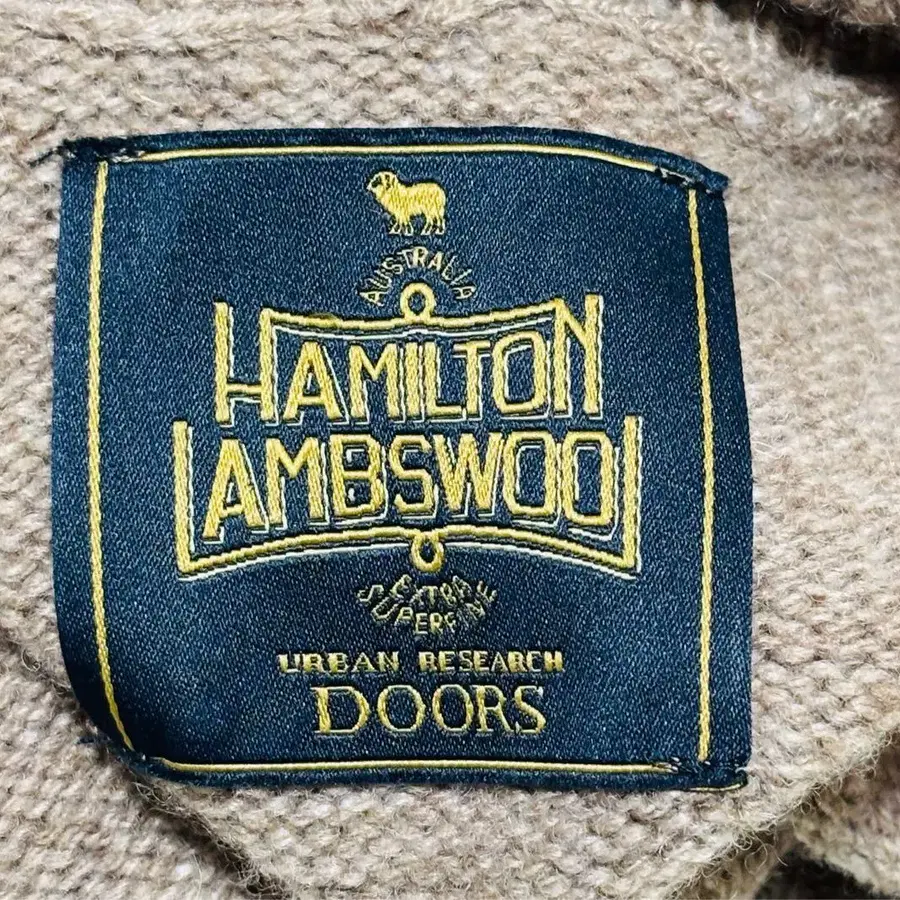 AUSTRALIA
HAMILTON
LAMBSWOOL
EXTRA
SUPERFINE
URBAN RESEARCH
DOORS